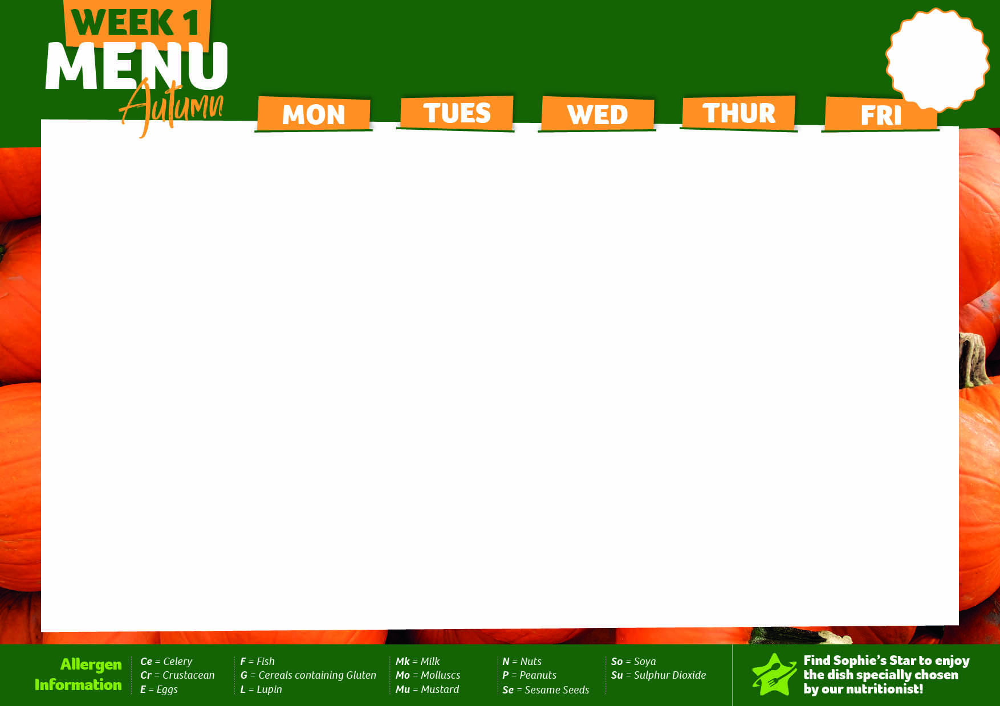 WEEK 1
MENU
Autumn
MON
TUES
WED
THUR
FRI
Allergen
Information
Ce = Celery
Cr = Crustacean
E = Eggs
F = Fish
G = Cereals containing Gluten
L = Lupin
Mk = Milk
Mo = Molluscs
Mu = Mustard
N = Nuts
P = Peanuts
Se = Sesame Seeds
So = Soya
Su = Sulphur Dioxide
Find Sophie’s Star to enjoy
the dish specially chosen
by our nutritionist!